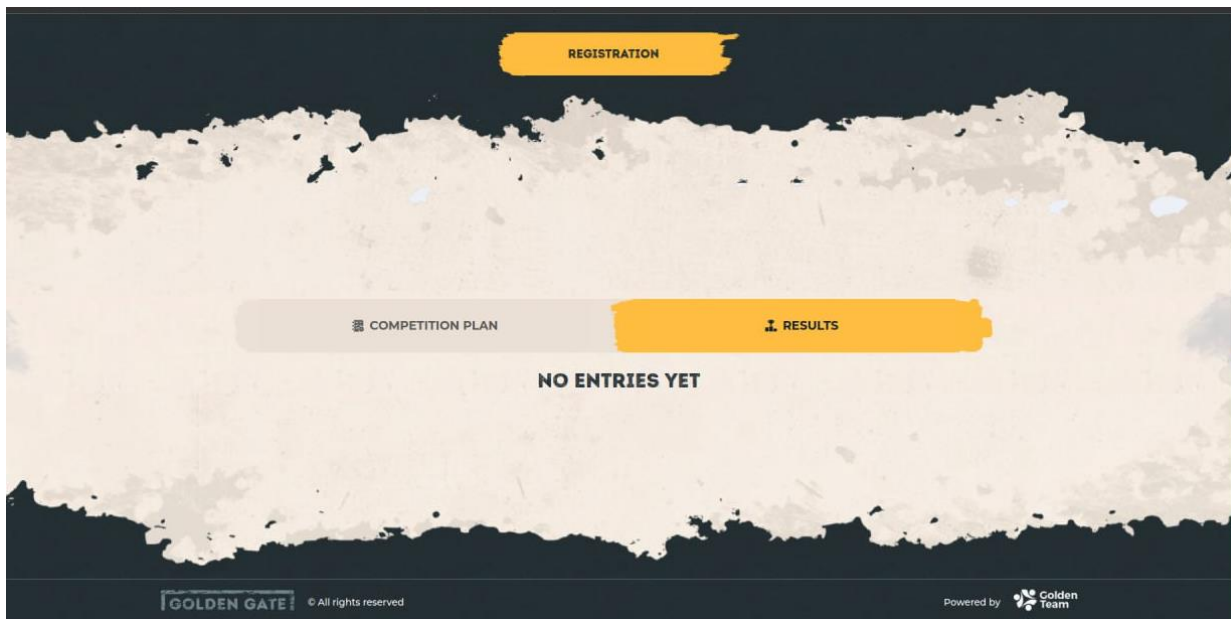 REGISTRATION
COMPETITION PLAN
RESULTS
NO ENTRIES YET
GOLDEN GATE © All rights reserved
Powered by Golden Team